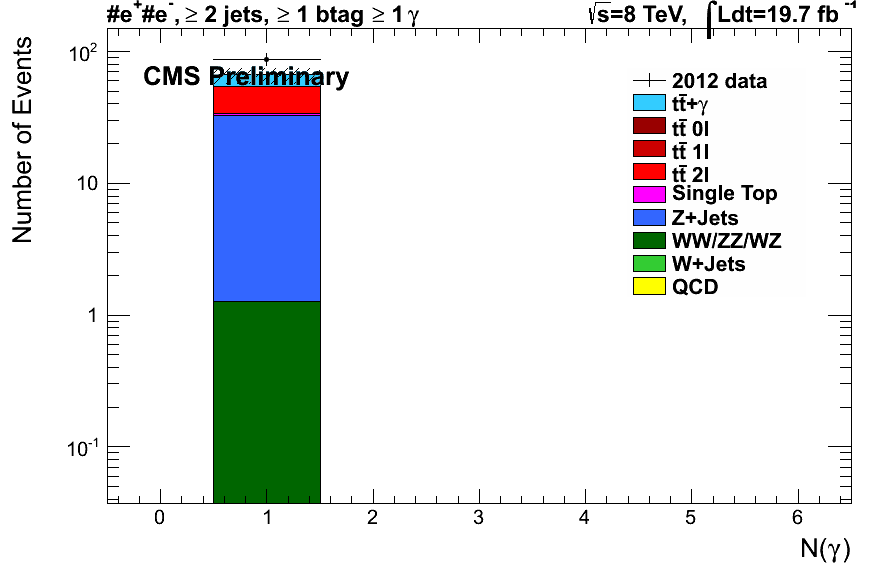 #e⁺#e⁻, ≥ 2 jets, ≥ 1 btag ≥ 1 γ
√s=8 TeV, ∫Ldt=19.7 fb⁻¹
Number of Events
10²
10
1
10⁻¹
CMS Preliminary
2012 data
tt̄+γ
tt̄ 0l
tt̄ 1l
tt̄ 2l
Single Top
Z+Jets
WW/ZZ/WZ
W+Jets
QCD
0 1 2 3 4 5 6
N(γ)